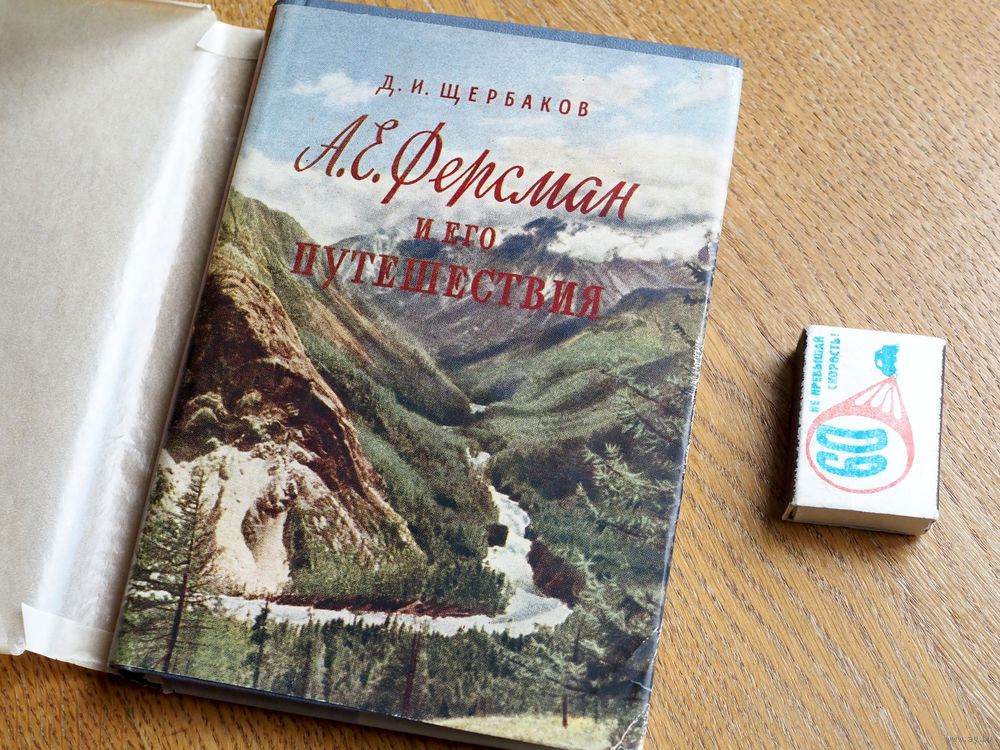 Д. И. ЩЕРБАКОВ
А.Е.Ферсман
И ЕГО
ПУТЕШЕСТВИЯ
НЕ ПРЕВЫШАЙ
СКОРОСТЬ!
60